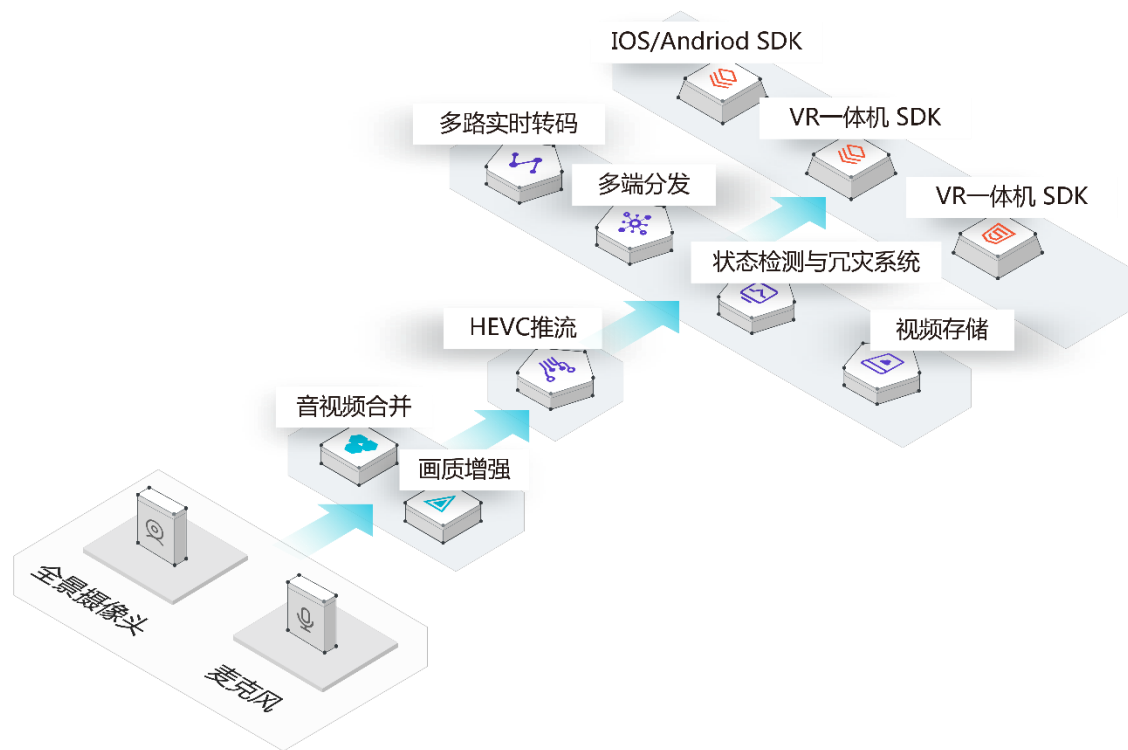 IOS/Andriod SDK
VR一体机 SDK
VR一体机 SDK
多路实时转码
多端分发
状态检测与冗灾系统
视频存储
HEVC推流
音视频合并
画质增强
全景摄像头
麦克风